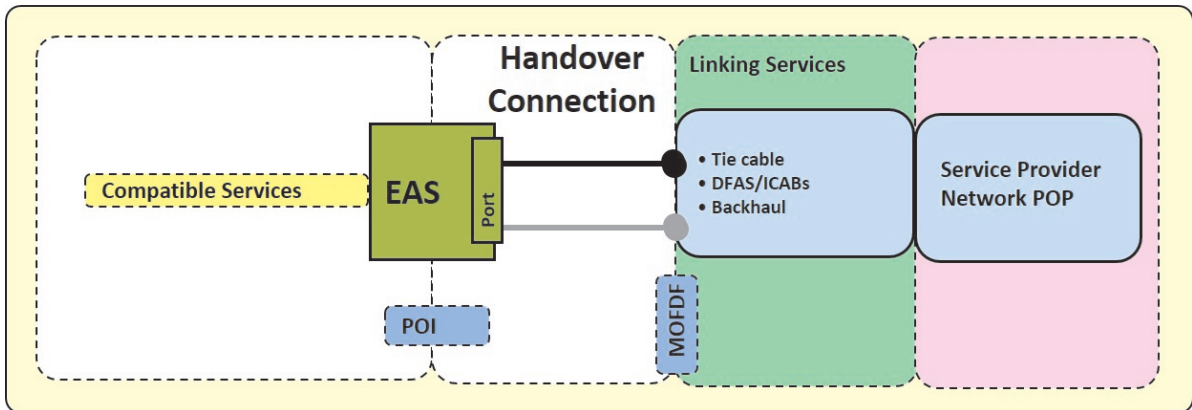 Handover
Connection
Linking Services
Compatible Services
EAS
Port
• Tie cable
• DFAS/ICABs
• Backhaul
Service Provider
Network POP
POI
MOFDF